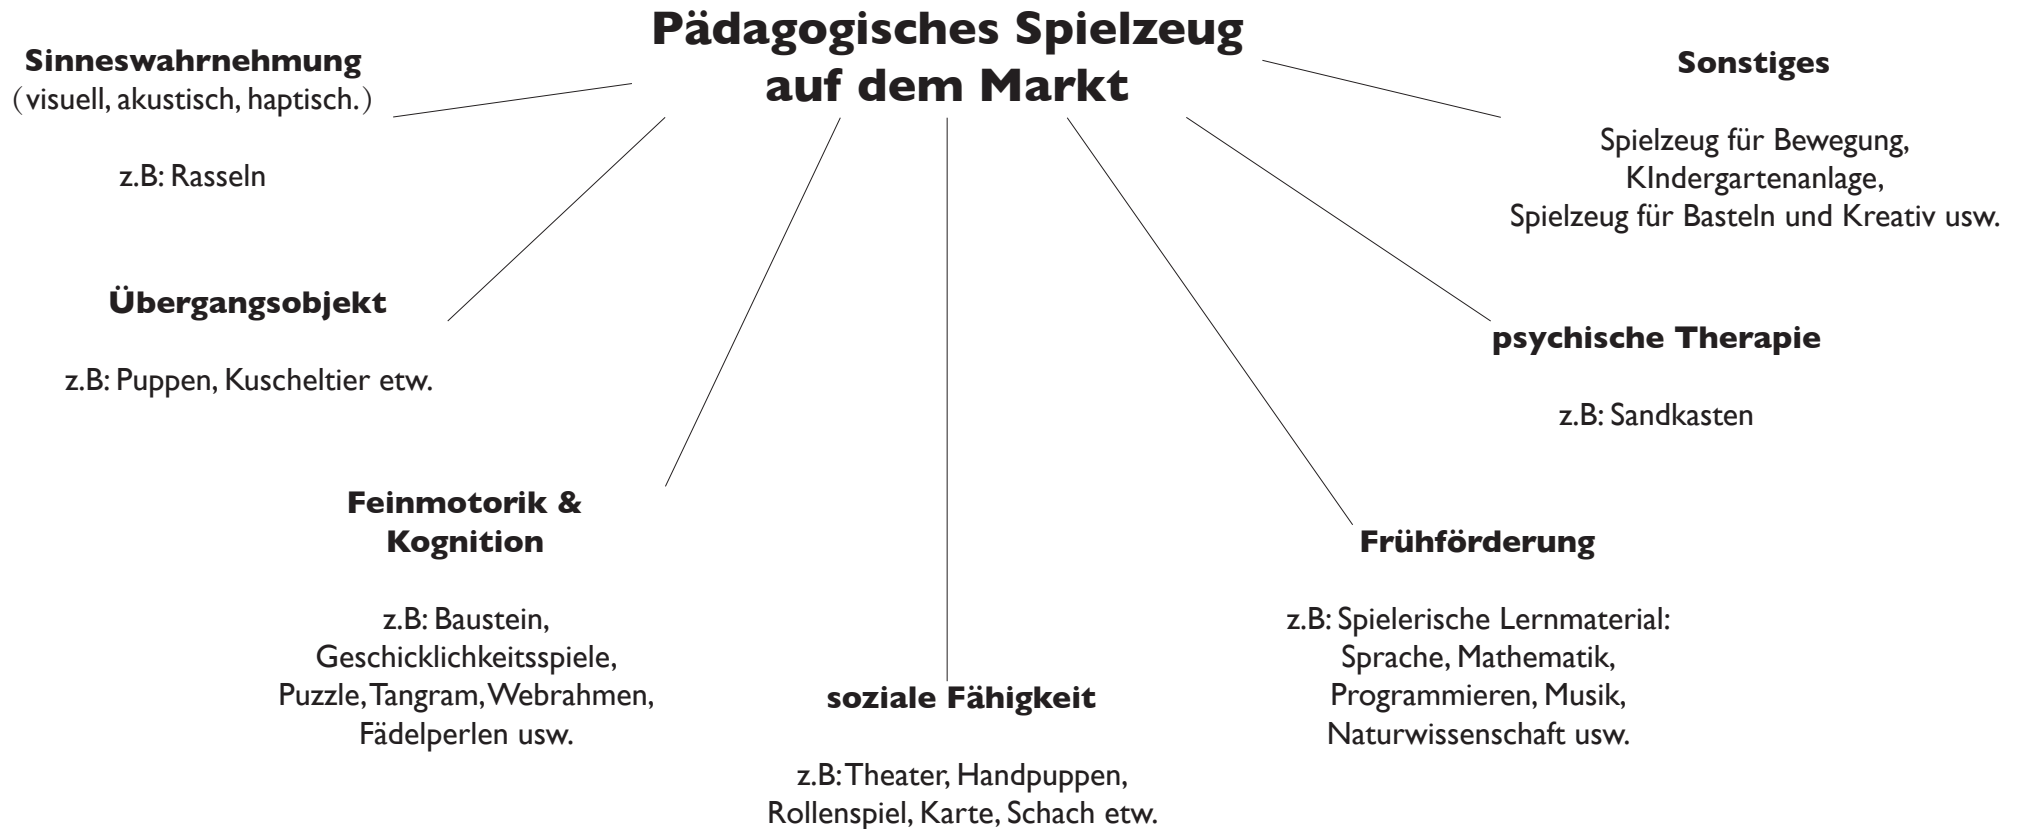 Pädagogisches Spielzeug
auf dem Markt
Sinneswahrnehmung
(visuell, akustisch, haptisch.)
z.B: Rasseln
Übergangsobjekt
z.B: Puppen, Kuscheltier etw.
Feinmotorik &
Kognition
z.B: Baustein,
Geschicklichkeitsspiele,
Puzzle, Tangram, Webrahmen,
Fädelperlen usw.
soziale Fähigkeit
z.B: Theater, Handpuppen,
Rollenspiel, Karte, Schach etw.
Frühförderung
z.B: Spielerische Lernmaterial:
Sprache, Mathematik,
Programmieren, Musik,
Naturwissenschaft usw.
psychische Therapie
z.B: Sandkasten
Sonstiges
Spielzeug für Bewegung,
KIndergartenanlage,
Spielzeug für Basteln und Kreativ usw.